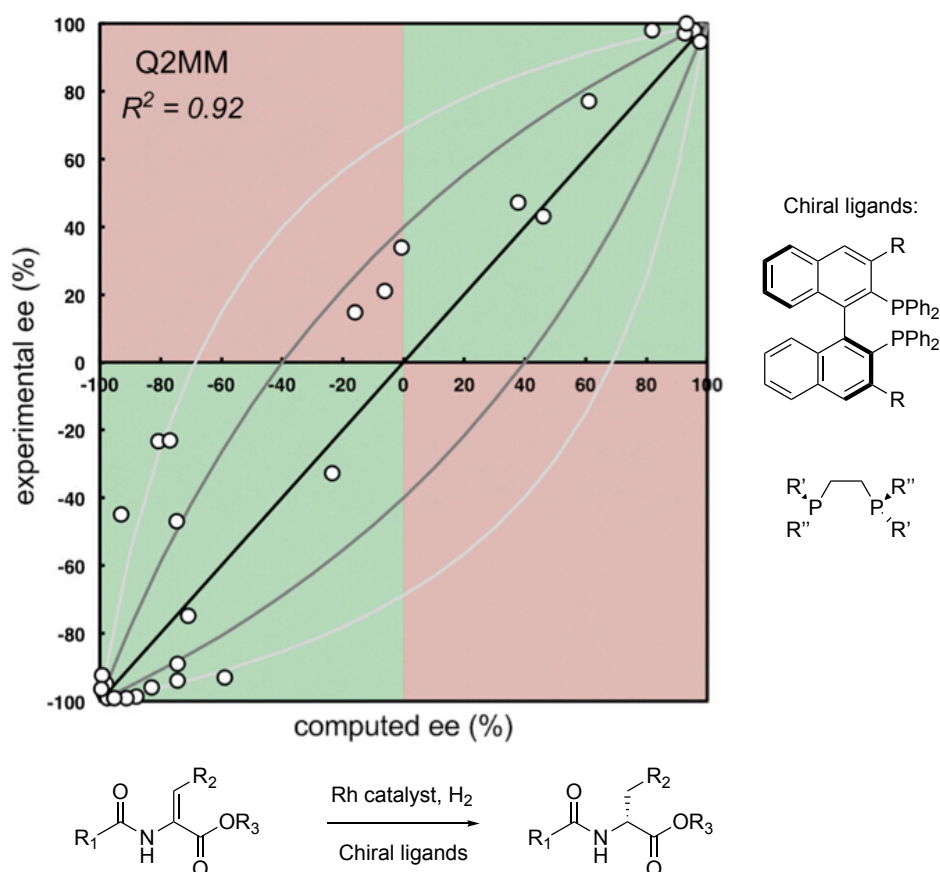 Q2MM
R² = 0.92
experimental ee (%)
100
80
60
40
20
0
-20
-40
-60
-80
-100
-100
-80
-60
-40
-20
0
20
40
60
80
100
computed ee (%)
Chiral ligands:
R
PPh₂
PPh₂
R
R'
P
R''
R''
P
R'
R₂
O
R₁
N
H
OR₃
O
Rh catalyst, H₂
Chiral ligands
R₂
O
R₁
N
H
OR₃
O